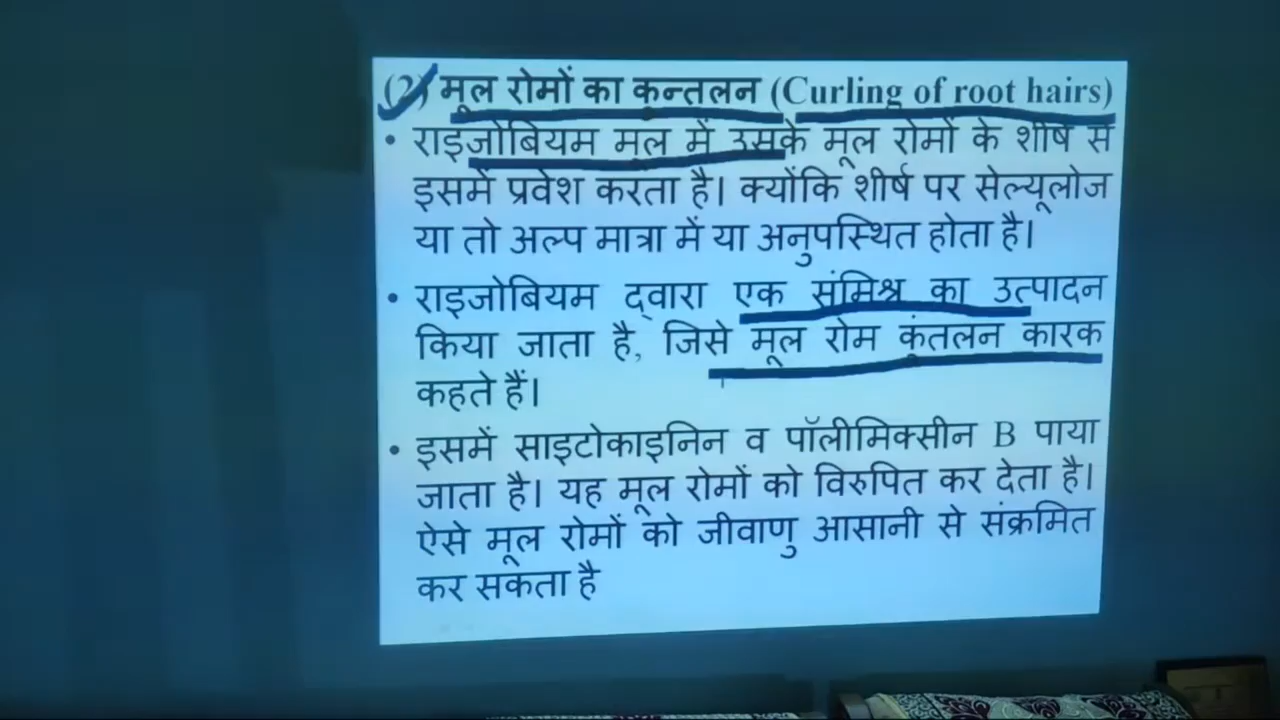 (2) मूल रोमों का कुन्तलन (Curling of root hairs)
• राइजोबियम मूल में उसके मूल रोमों के शीर्ष से
इसमें प्रवेश करता है। क्योंकि शीर्ष पर सेल्यूलोज
या तो अल्प मात्रा में या अनुपस्थित होता है।
• राइजोबियम द्वारा एक संमिश्र का उत्पादन
किया जाता है, जिसे मूल रोम कुंतलन कारक
कहते हैं।
• इसमें साइटोकाइनिन व पॉलीमिक्सीन B पाया
जाता है। यह मूल रोमों को विरुपित कर देता है।
ऐसे मूल रोमों को जीवाणु आसानी से संक्रमित
कर सकता है